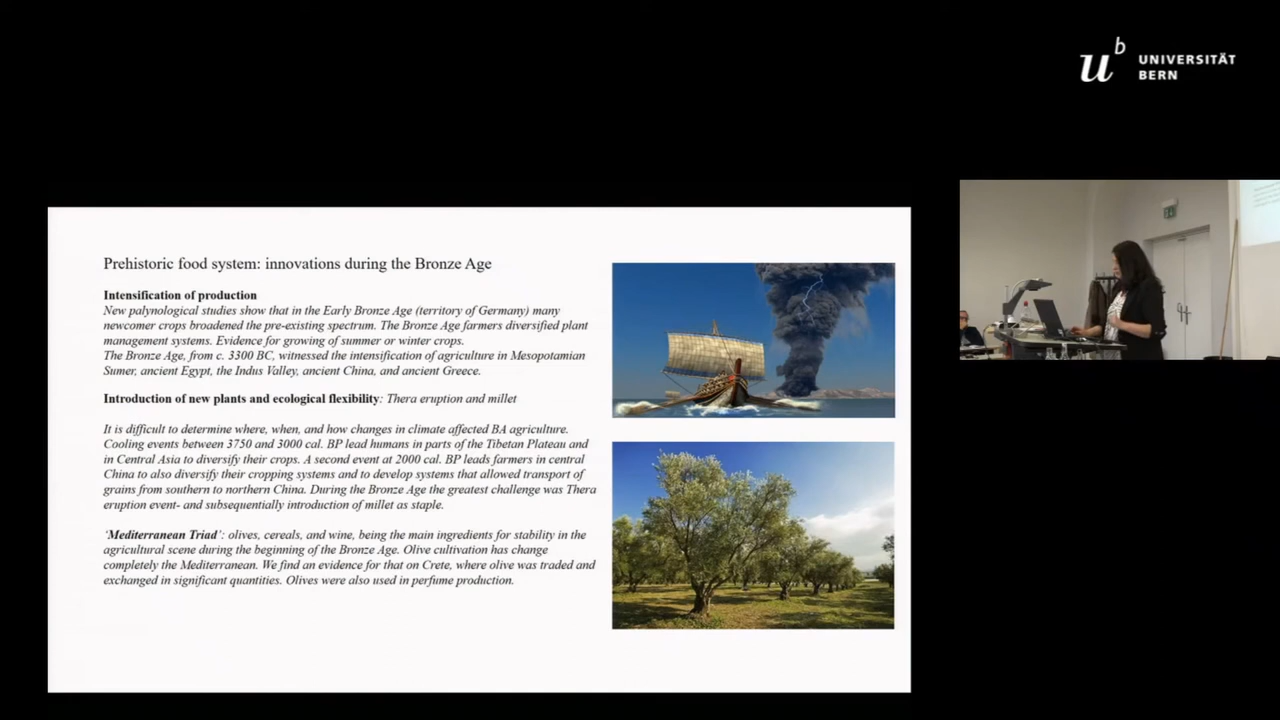 u^b
UNIVERSITÄT
BERN
Prehistoric food system: innovations during the Bronze Age
Intensification of production
New palynological studies show that in the Early Bronze Age (territory of Germany) many
newcomer crops broadened the pre-existing spectrum. The Bronze Age farmers diversified plant
management systems. Evidence for growing of summer or winter crops.
The Bronze Age, from c. 3300 BC, witnessed the intensification of agriculture in Mesopotamian
Sumer, ancient Egypt, the Indus Valley, ancient China, and ancient Greece.
Introduction of new plants and ecological flexibility: Thera eruption and millet
It is difficult to determine where, when, and how changes in climate affected BA agriculture.
Cooling events between 3750 and 3000 cal. BP lead humans in parts of the Tibetan Plateau and
in Central Asia to diversify their crops. A second event at 2000 cal. BP leads farmers in central
China to also diversify their cropping systems and to develop systems that allowed transport of
grains from southern to northern China. During the Bronze Age the greatest challenge was Thera
eruption event- and subsequentially introduction of millet as staple.
'Mediterranean Triad': olives, cereals, and wine, being the main ingredients for stability in the
agricultural scene during the beginning of the Bronze Age. Olive cultivation has change
completely the Mediterranean. We find an evidence for that on Crete, where olive was traded and
exchanged in significant quantities. Olives were also used in perfume production.